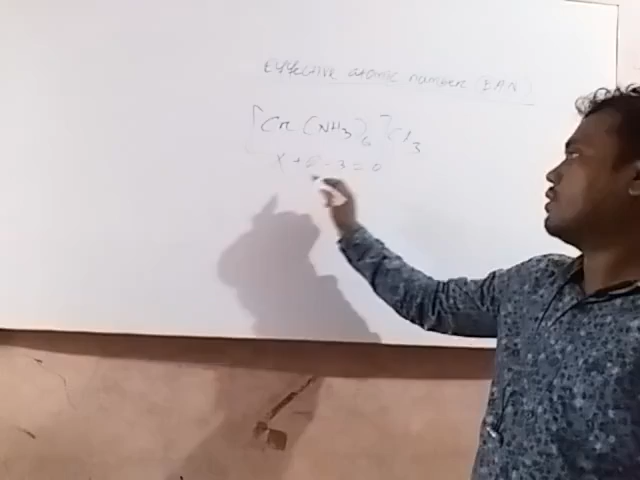 Effective atomic number (EAN)
[Cr(NH3)6]Cl3
x + 0 - 3 = 0